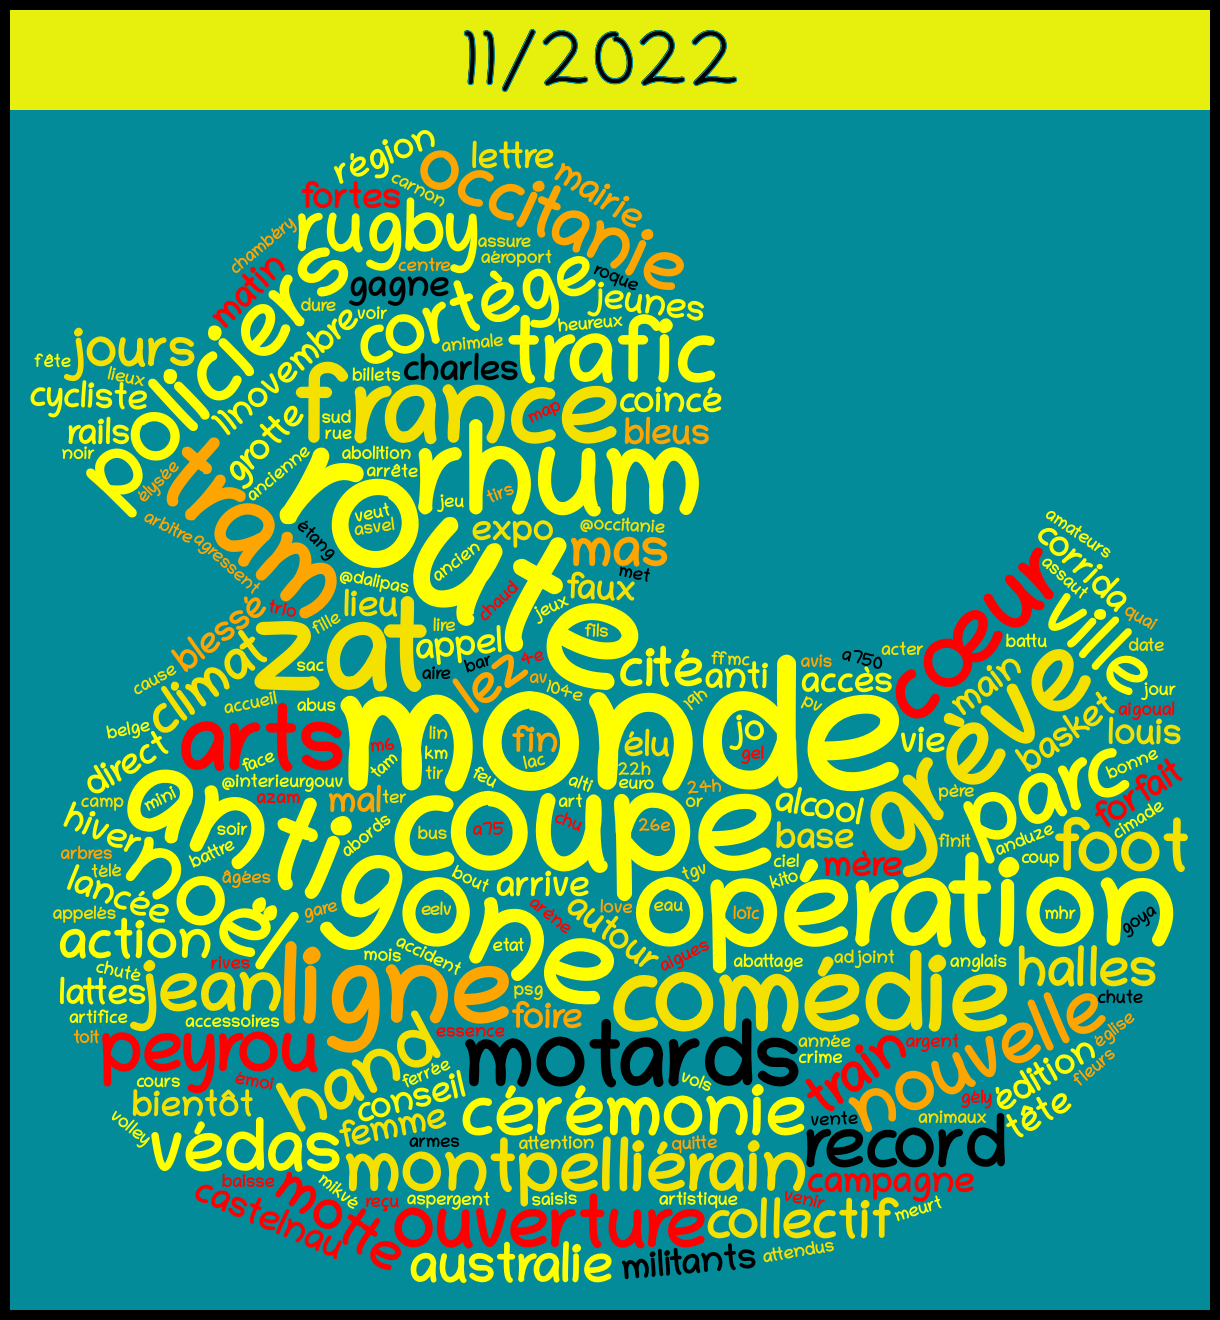 11/2022
région
lettre
occitanie
mairie
carnon
fortes
rugby
assure
aéroport
chambéry
matin
centre
gagne
policiers
cortège
roque
jeunes
dure
voir
heureux
11novembre
animale
trafic
jours
fête
lieux
cycliste
rails
noir
billets
charles
france
map
coincé
bleus
sud
rue
grotte
abolition
arrête
ancienne
élysée
tram
arbitre
agressent
étang
route
rhum
jeu
tirs
veut
asvel
expo
@occitanie
mas
met
ancien
@dalipas
chaud
jeux
faux
lieu
fils
trio
fille
lire
blessé
climat
zat
appel
sac
aire
bar
4-e
lez
av
104-e
cause
accueil
abus
belge
direct
arts
monde
cité
anti
ffmc
avis
a750
acter
accès
pv
19h
cœur
amateurs
corrida
assaut
ville
quai
date
battu
main
grève
jour
aigoual
louis
basket
bonne
parc
forfait
cimade
vie
père
jo
gel
élu
fin
lac
lin
km
tir
m6
tam
face
@interieurgouv
azam
camp
mini
hiver
antigone
mal
ter
feu
alti
22h
euro
24h
or
art
chu
coupe
bus
a75
26e
alcool
base
ciel
kito
mère
finit
anduze
coup
foot
arbres
télé
soir
battre
âgées
abords
lancée
noël
appelés
action
gare
bout
arrive
tgv
eelv
arène
love
autour
eau
loïc
opération
mhr
goya
etat
aigues
mois
accident
chuté
rives
lattes
jean
ligne
psg
foire
abattage
adjoint
anglais
halles
comédie
chute
artifice
toit
accessoires
essence
peyrou
motards
année
crime
argent
train
nouvelle
église
fleurs
édition
tête
gély
cours
émoi
hand
ferrée
conseil
vols
bientôt
cérémonie
vente
animaux
record
volley
védas
femme
armes
attention
quitte
montpelliérain
campagne
baisse
castelnau
motte
mikvé
reçu
aspergent
saisis
artistique
venir
ouverture
collectif
meurt
australie
militants
attendus